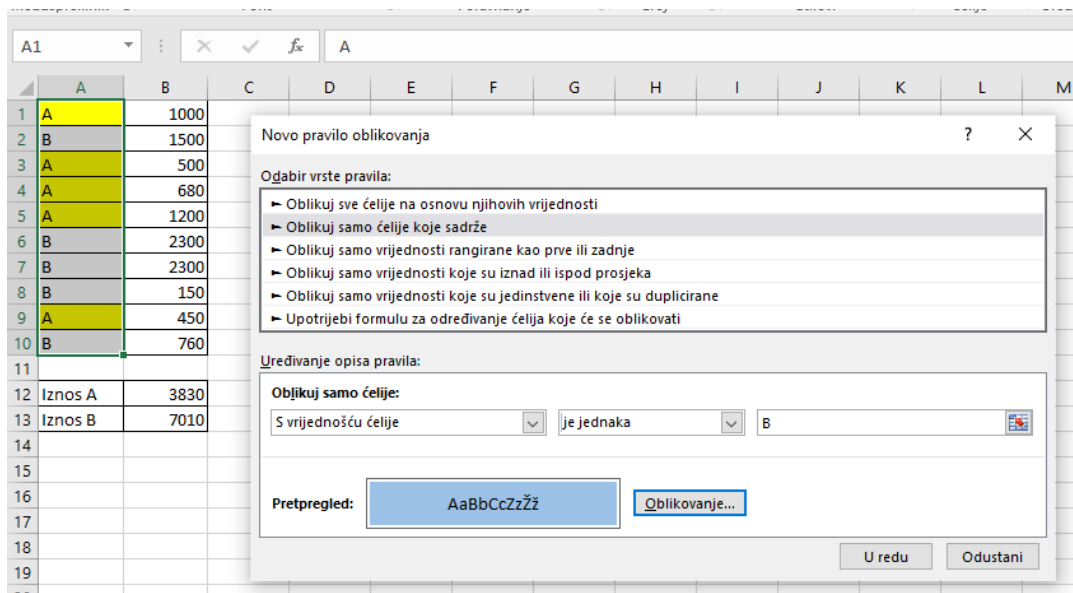 A1 fx A
A B C D E F G H I J K L M
1 A 1000
2 B 1500
3 A 500
4 A 680
5 A 1200
6 B 2300
7 B 2300
8 B 150
9 A 450
10 B 760
11
12 Iznos A 3830
13 Iznos B 7010
14
15
16
17
18
19
Novo pravilo oblikovanja ? ×
Odabir vrste pravila:
► Oblikuj sve ćelije na osnovu njihovih vrijednosti
► Oblikuj samo ćelije koje sadrže
► Oblikuj samo vrijednosti rangirane kao prve ili zadnje
► Oblikuj samo vrijednosti koje su iznad ili ispod prosjeka
► Oblikuj samo vrijednosti koje su jedinstvene ili koje su duplicirane
► Upotrijebi formulu za određivanje ćelija koje će se oblikovati
Uređivanje opisa pravila:
Oblikuj samo ćelije:
S vrijednošću ćelije je jednaka B
Pretpregled: AaBbCcZzŽž Oblikovanje...
U redu Odustani